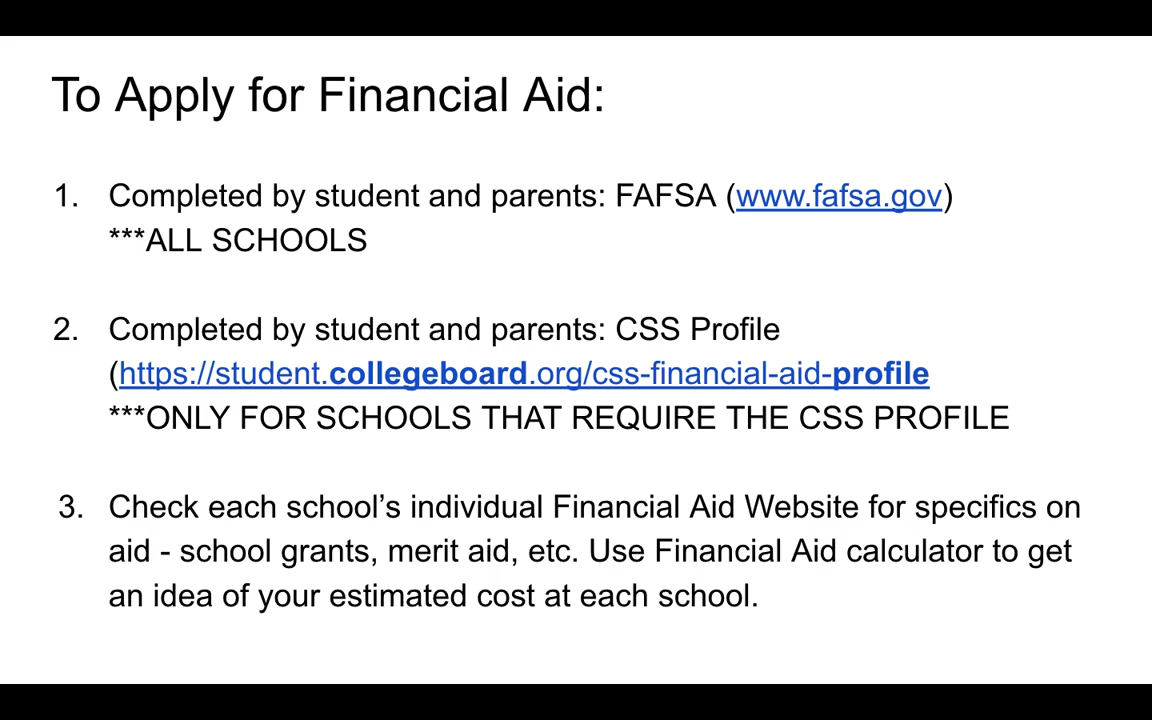 To Apply for Financial Aid:
1. Completed by student and parents: FAFSA (www.fafsa.gov)
***ALL SCHOOLS
2. Completed by student and parents: CSS Profile
(https://student.collegeboard.org/css-financial-aid-profile
***ONLY FOR SCHOOLS THAT REQUIRE THE CSS PROFILE
3. Check each school’s individual Financial Aid Website for specifics on
aid - school grants, merit aid, etc. Use Financial Aid calculator to get
an idea of your estimated cost at each school.